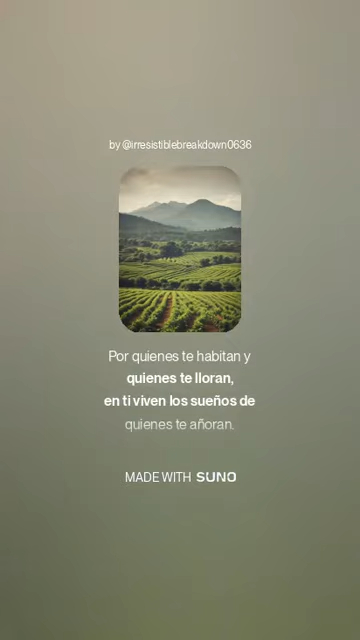 by @irresistiblebreakdown0636
Por quienes te habitan y
quienes te lloran,
en ti viven los sueños de
quienes te añoran.
MADE WITH SUNO